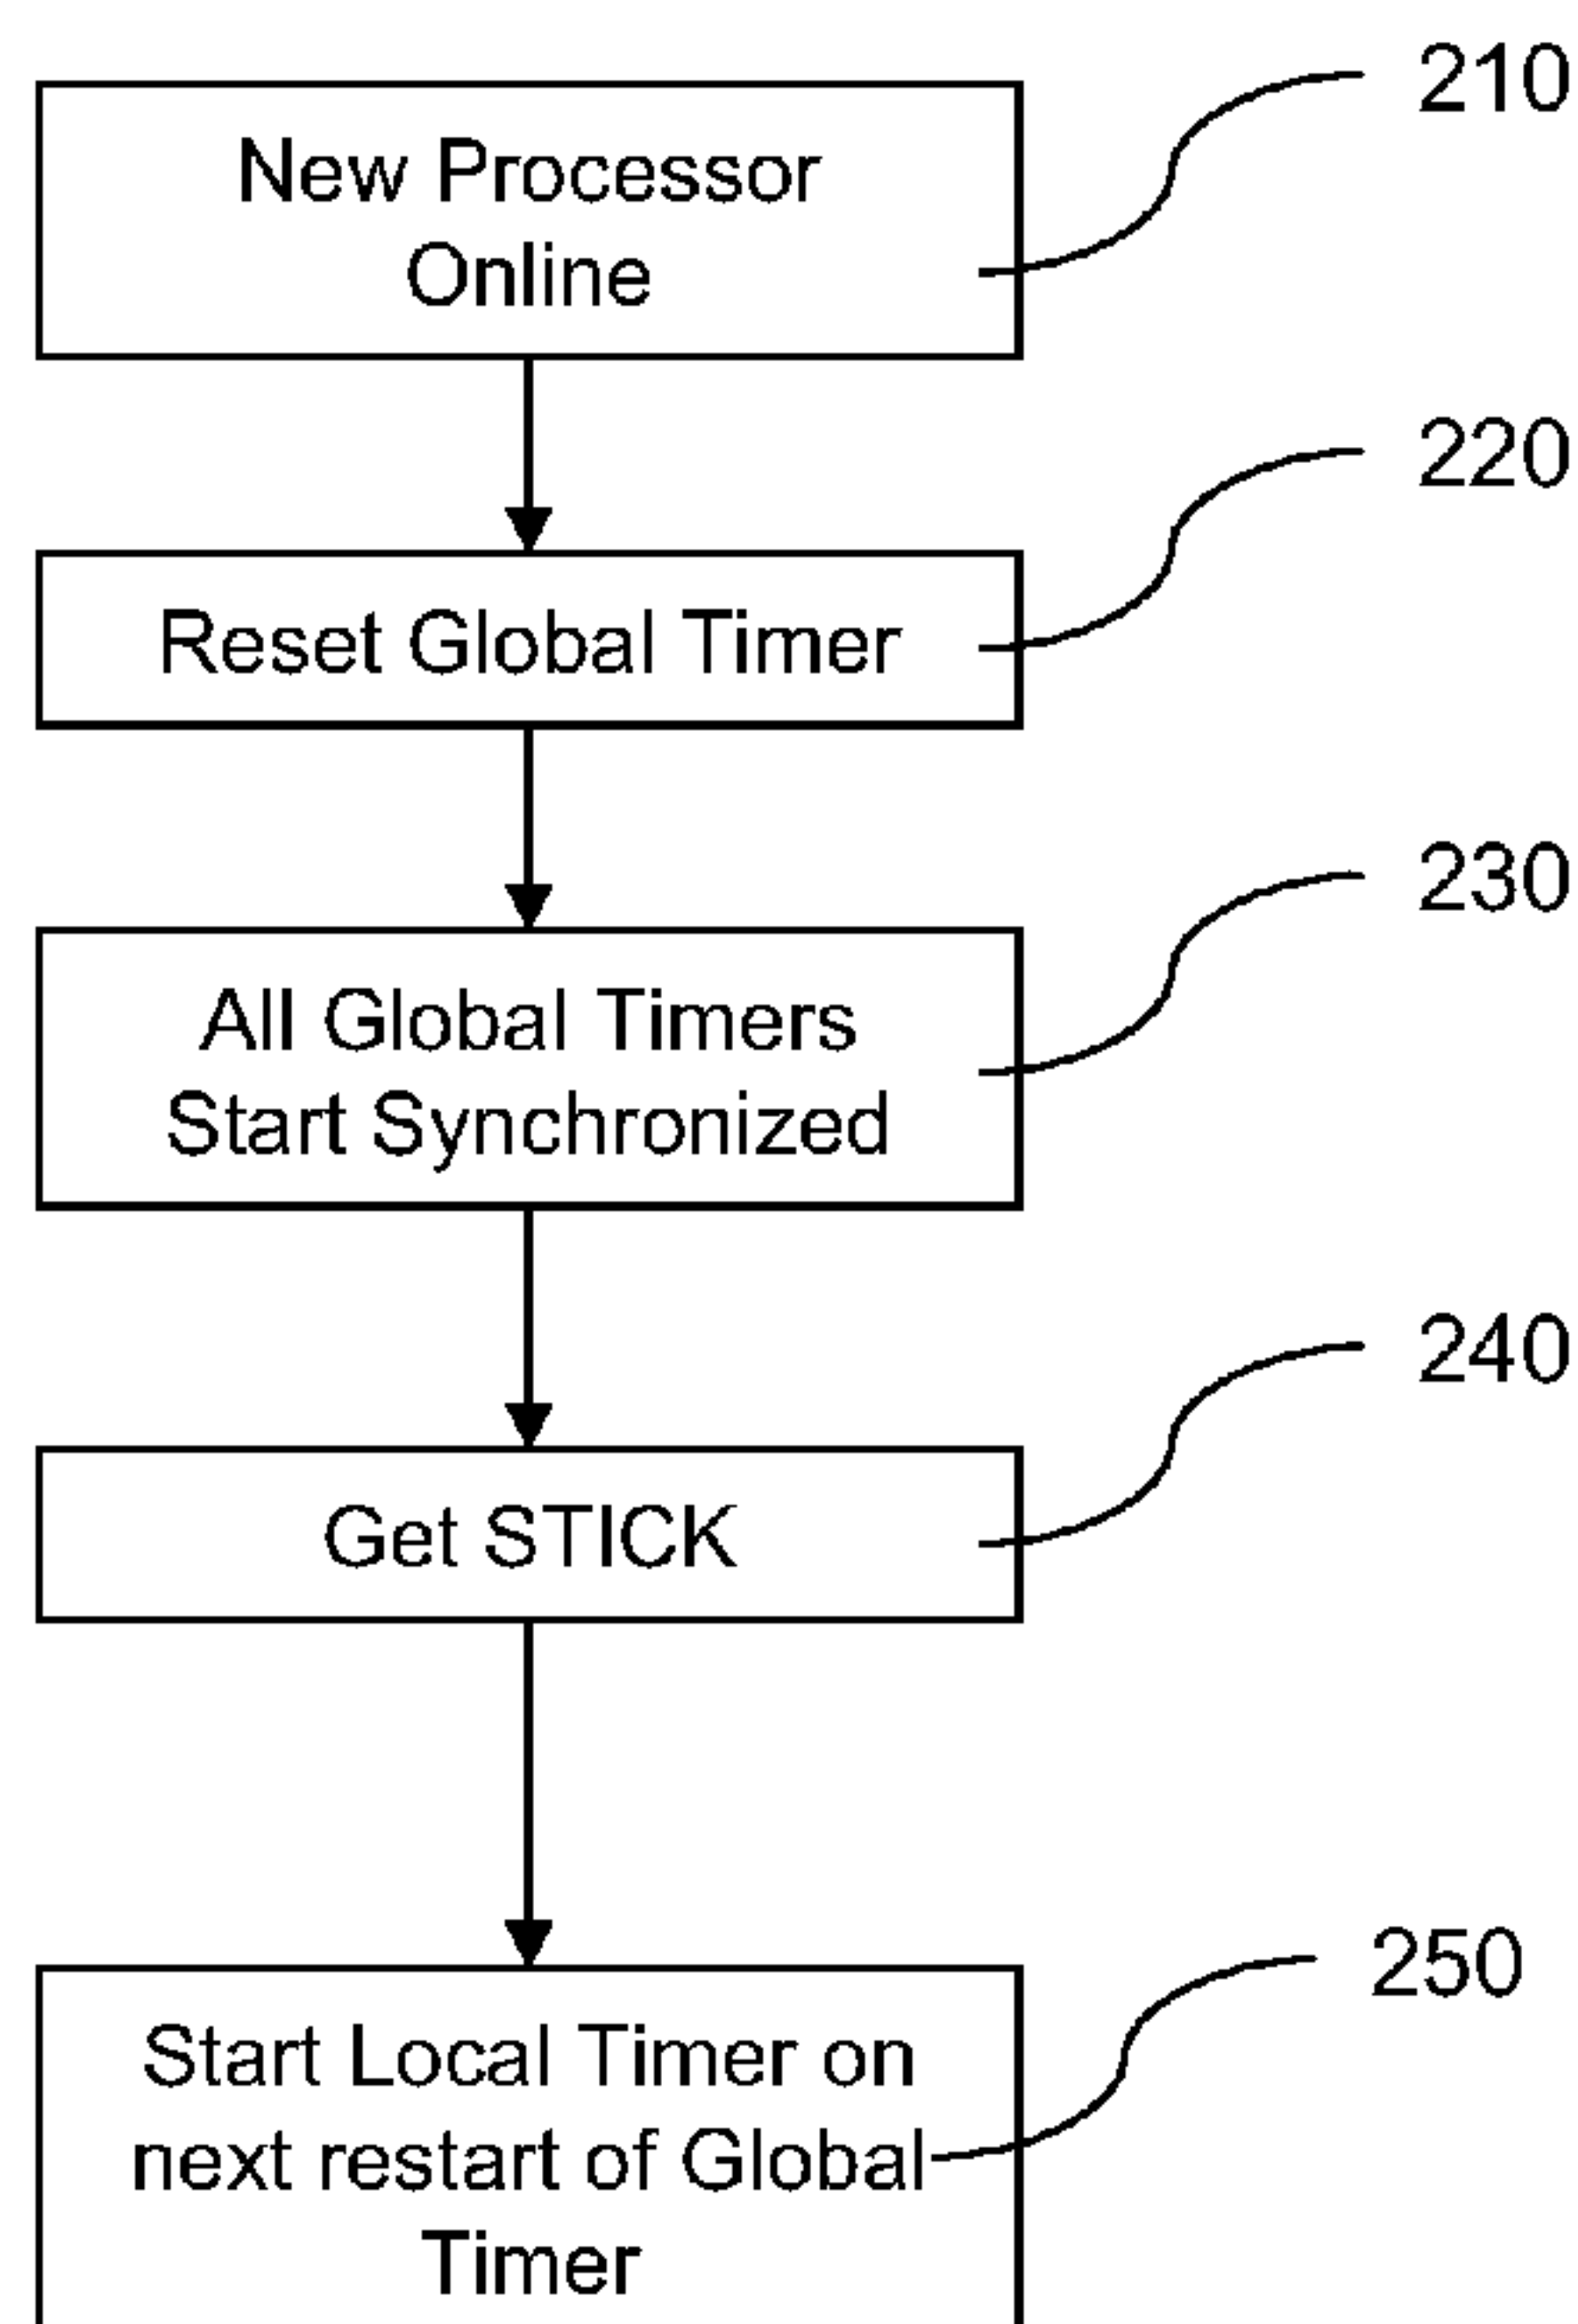 210
New Processor
Online
220
Reset Global Timer
230
All Global Timers
Start Synchronized
240
Get STICK
250
Start Local Timer on
next restart of Global
Timer